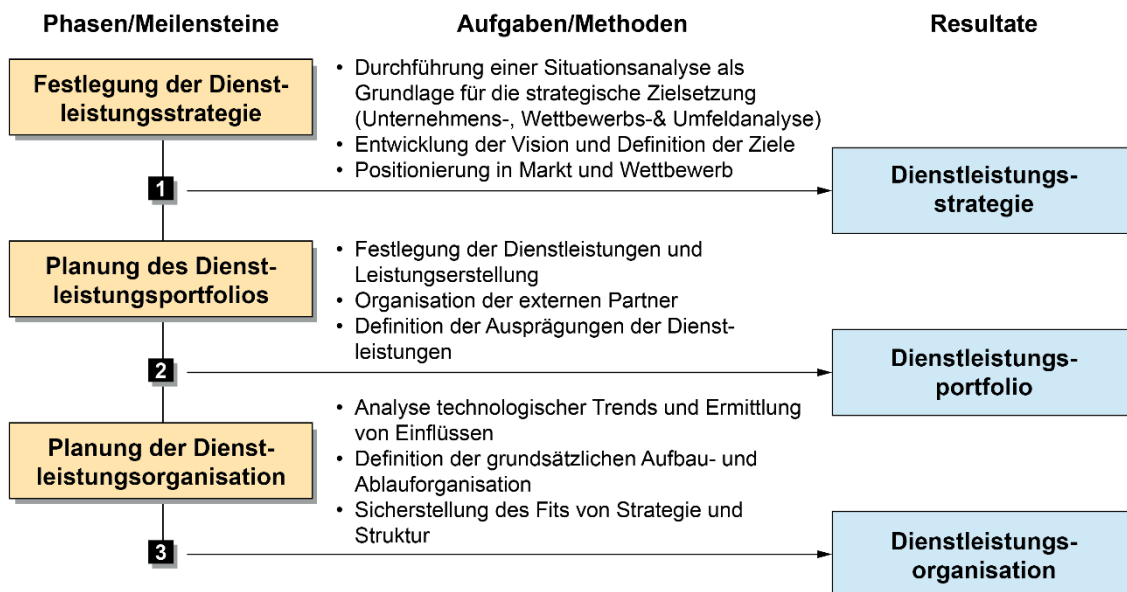 Phasen/Meilensteine
Aufgaben/Methoden
Resultate
Festlegung der Dienst-
leistungsstrategie
• Durchführung einer Situationsanalyse als
Grundlage für die strategische Zielsetzung
(Unternehmens-, Wettbewerbs-& Umfeldanalyse)
• Entwicklung der Vision und Definition der Ziele
• Positionierung in Markt und Wettbewerb
1
Dienstleistungs-
strategie
Planung des Dienst-
leistungsportfolios
• Festlegung der Dienstleistungen und
Leistungserstellung
• Organisation der externen Partner
• Definition der Ausprägungen der Dienst-
leistungen
2
Dienstleistungs-
portfolio
Planung der Dienst-
leistungsorganisation
• Analyse technologischer Trends und Ermittlung
von Einflüssen
• Definition der grundsätzlichen Aufbau- und
Ablauforganisation
• Sicherstellung des Fits von Strategie und
Struktur
3
Dienstleistungs-
organisation